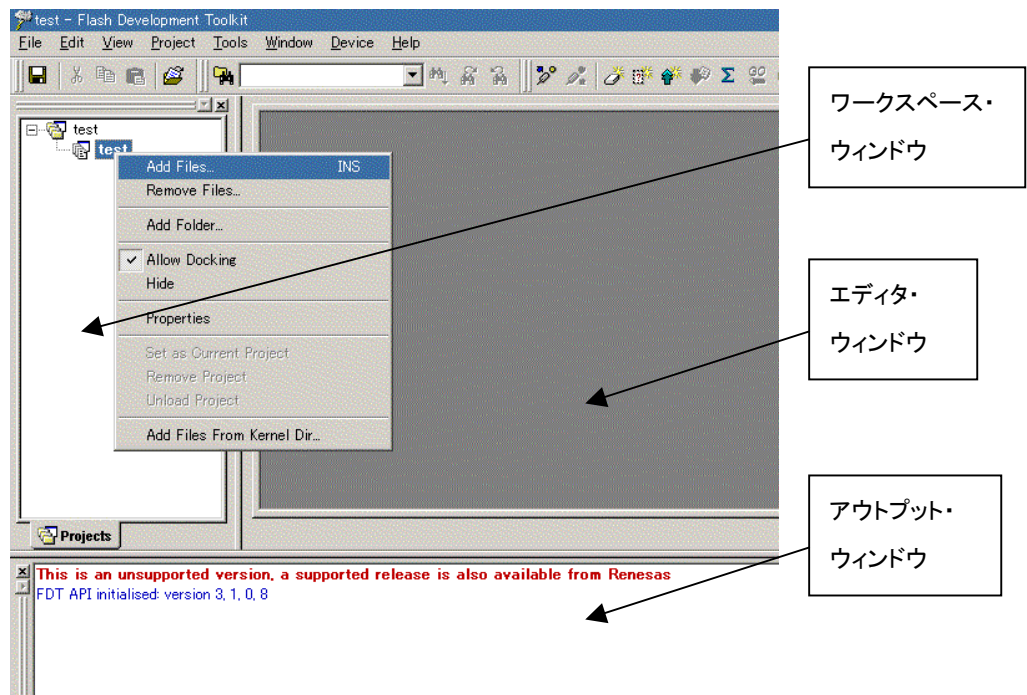 test - Flash Development Toolkit
File Edit View Project Tools Window Device Help
test
test
Add Files... INS
Remove Files...
Add Folder...
Allow Docking
Hide
Properties
Set as Current Project
Remove Project
Unload Project
Add Files From Kernel Dir...
Projects
This is an unsupported version, a supported release is also available from Renesas
FDT API initialised: version 3, 1, 0, 8
ワークスペース・
ウィンドウ
エディタ・
ウィンドウ
アウトプット・
ウィンドウ